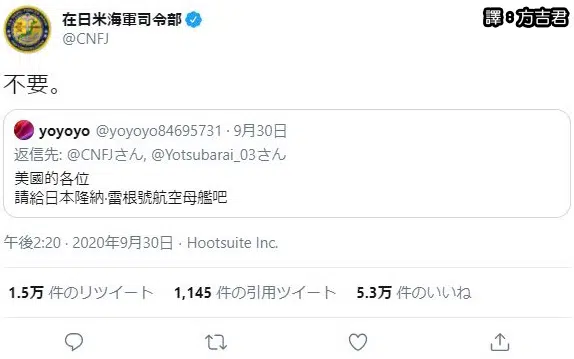 在日米海軍司令部
@CNFJ
譯：方吉君
不要。
yoyoyo @yoyoyo84695731 · 9月30日
返信先: @CNFJさん, @Yotsubarai_03さん
美國的各位
請給日本隆納·雷根號航空母艦吧
午後2:20 · 2020年9月30日 · Hootsuite Inc.
1.5万 件のリツイート 1,145 件の引用ツイート 5.3万 件のいいね